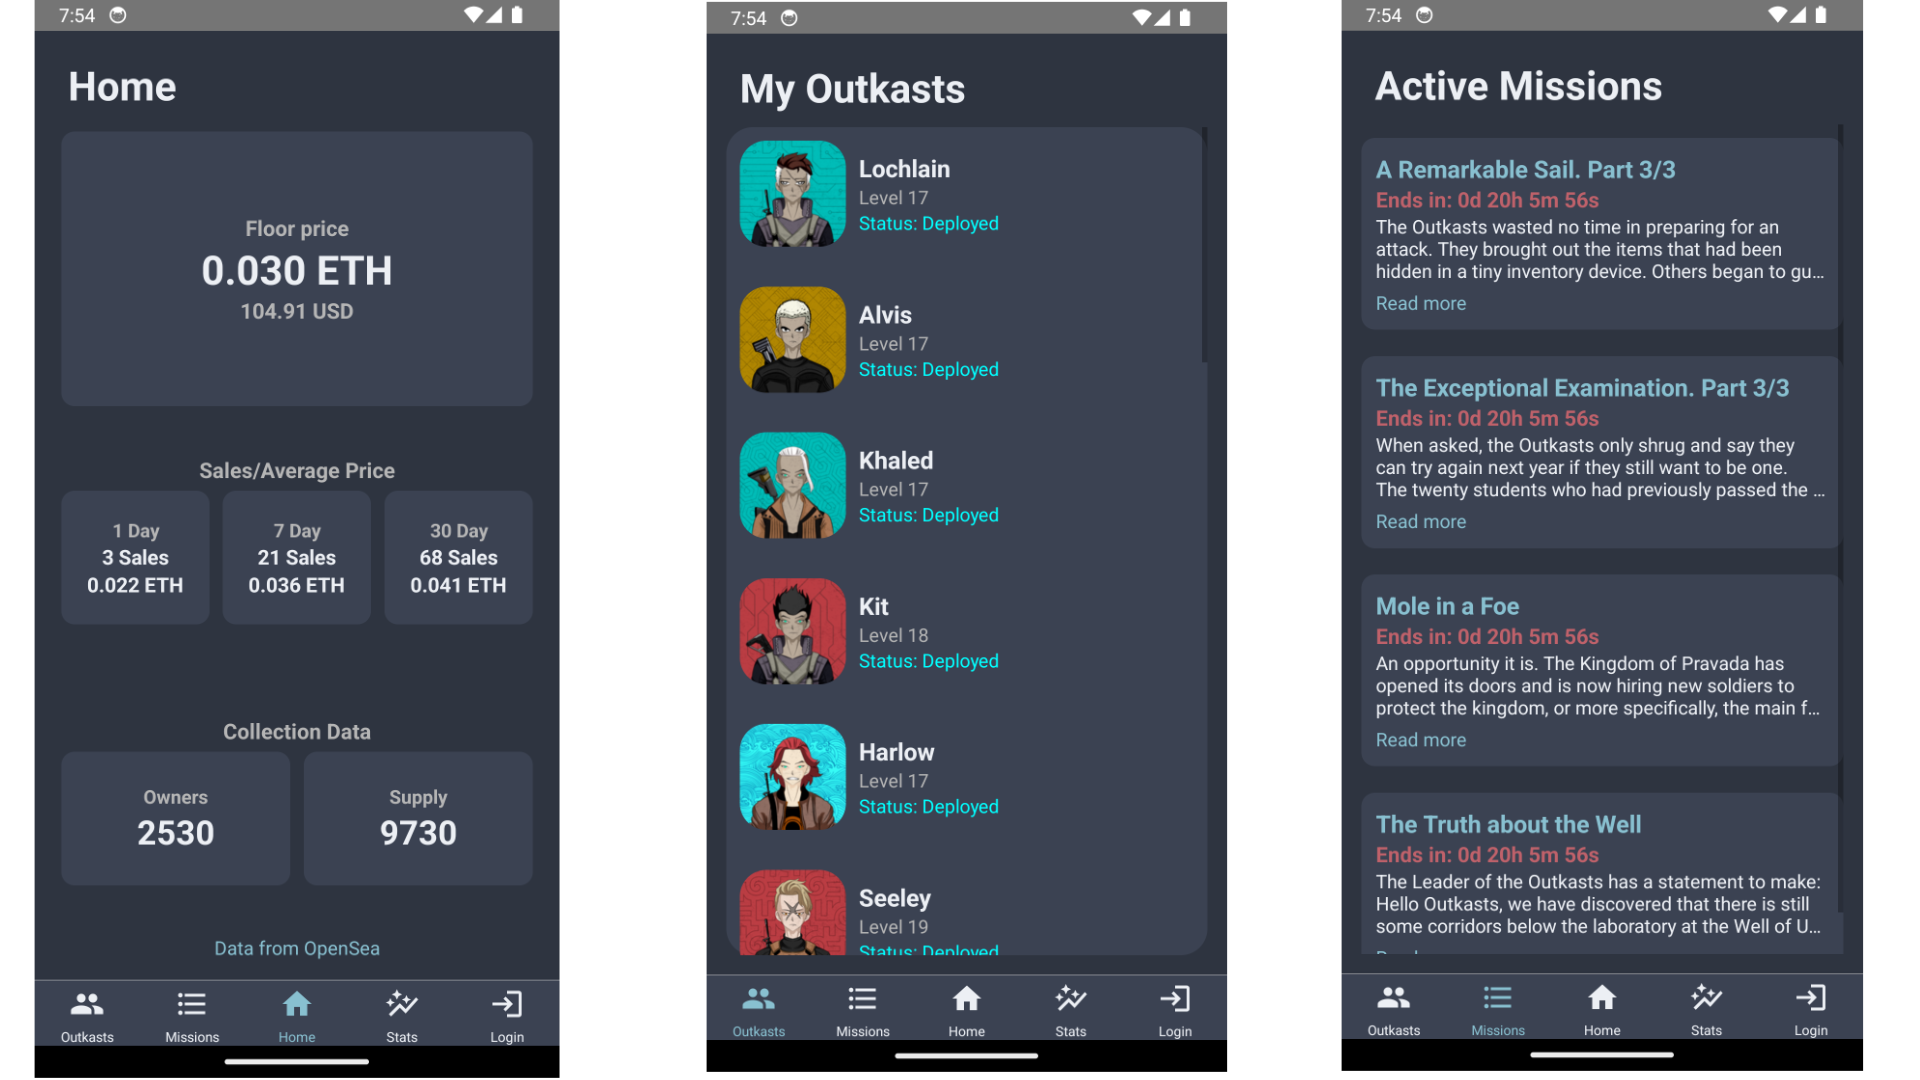 7:54
Home
Floor price
0.030 ETH
104.91 USD
Sales/Average Price
1 Day
3 Sales
0.022 ETH
7 Day
21 Sales
0.036 ETH
30 Day
68 Sales
0.041 ETH
Collection Data
Owners
2530
Supply
9730
Data from OpenSea
Outkasts
Missions
Home
Stats
Login
7:54
My Outkasts
Lochlain
Level 17
Status: Deployed
Alvis
Level 17
Status: Deployed
Khaled
Level 17
Status: Deployed
Kit
Level 18
Status: Deployed
Harlow
Level 17
Status: Deployed
Seeley
Level 19
Status: Deployed
Outkasts
Missions
Home
Stats
Login
7:54
Active Missions
A Remarkable Sail. Part 3/3
Ends in: 0d 20h 5m 56s
The Outkasts wasted no time in preparing for an
attack. They brought out the items that had been
hidden in a tiny inventory device. Others began to gu...
Read more
The Exceptional Examination. Part 3/3
Ends in: 0d 20h 5m 56s
When asked, the Outkasts only shrug and say they
can try again next year if they still want to be one.
The twenty students who had previously passed the ...
Read more
Mole in a Foe
Ends in: 0d 20h 5m 56s
An opportunity it is. The Kingdom of Pravada has
opened its doors and is now hiring new soldiers to
protect the kingdom, or more specifically, the main f...
Read more
The Truth about the Well
Ends in: 0d 20h 5m 56s
The Leader of the Outkasts has a statement to make:
Hello Outkasts, we have discovered that there is still
some corridors below the laboratory at the Well of U...
Outkasts
Missions
Home
Stats
Login